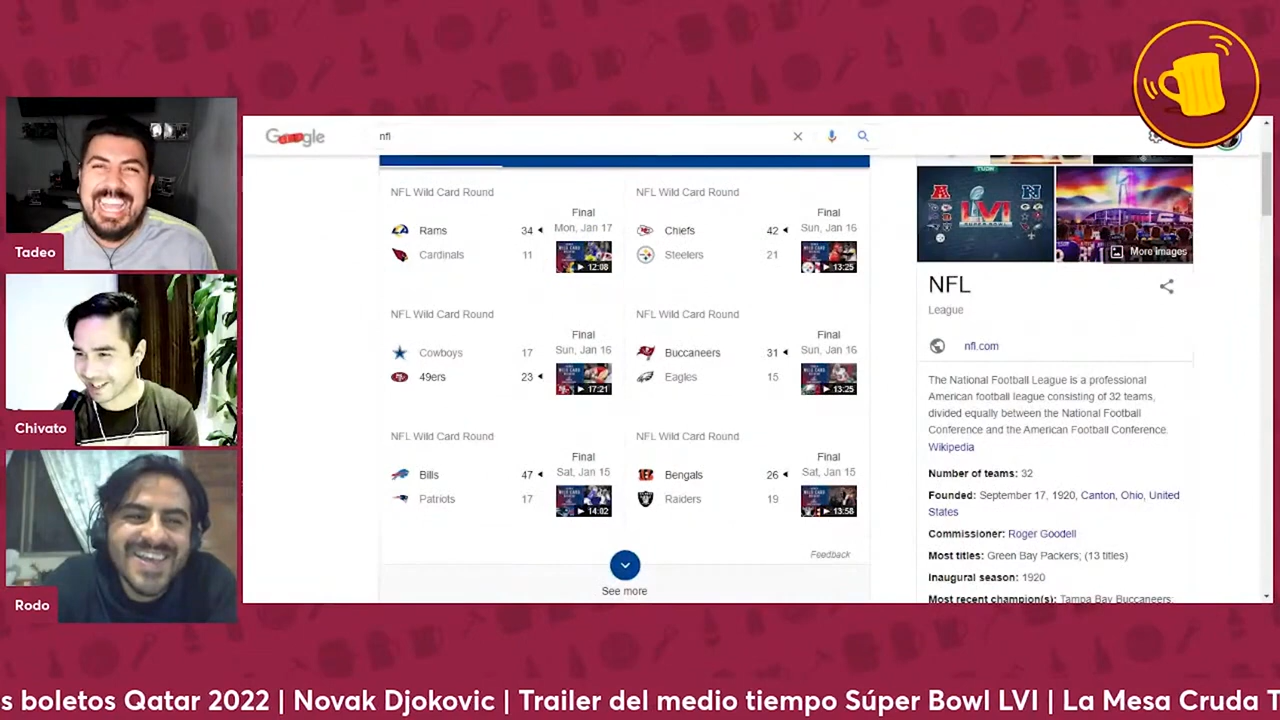 Google
nfl
Tadeo
Chivato
Rodo
NFL Wild Card Round
Rams 34
Cardinals 11
Final
Mon, Jan 17
12:08
NFL Wild Card Round
Chiefs 42
Steelers 21
Final
Sun, Jan 16
13:25
NFL Wild Card Round
Cowboys 17
49ers 23
Final
Sun, Jan 16
17:21
NFL Wild Card Round
Buccaneers 31
Eagles 15
Final
Sun, Jan 16
13:25
NFL Wild Card Round
Bills 47
Patriots 17
Final
Sat, Jan 15
14:02
NFL Wild Card Round
Bengals 26
Raiders 19
Final
Sat, Jan 15
13:58
Feedback
See more
LVI
More images
NFL
League
nfl.com
The National Football League is a professional
American football league consisting of 32 teams,
divided equally between the National Football
Conference and the American Football Conference.
Wikipedia
Number of teams: 32
Founded: September 17, 1920, Canton, Ohio, United
States
Commissioner: Roger Goodell
Most titles: Green Bay Packers; (13 titles)
Inaugural season: 1920
Most recent champion(s): Tampa Bay Buccaneers;
s boletos Qatar 2022 | Novak Djokovic | Trailer del medio tiempo Súper Bowl LVI | La Mesa Cruda T